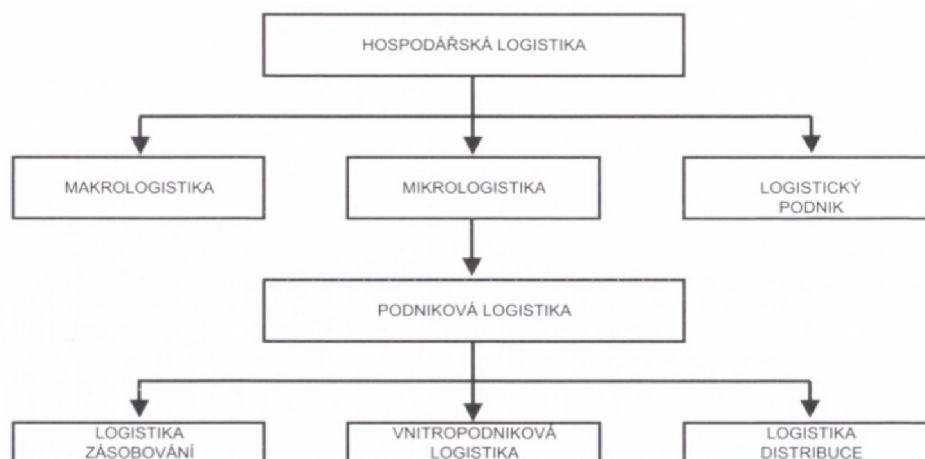 HOSPODÁŘSKÁ LOGISTIKA
MAKROLOGISTIKA
MIKROLOGISTIKA
LOGISTICKÝ
PODNIK
PODNIKOVÁ LOGISTIKA
LOGISTIKA
ZÁSOBOVÁNÍ
VNITROPODNIKOVÁ
LOGISTIKA
LOGISTIKA
DISTRIBUCE